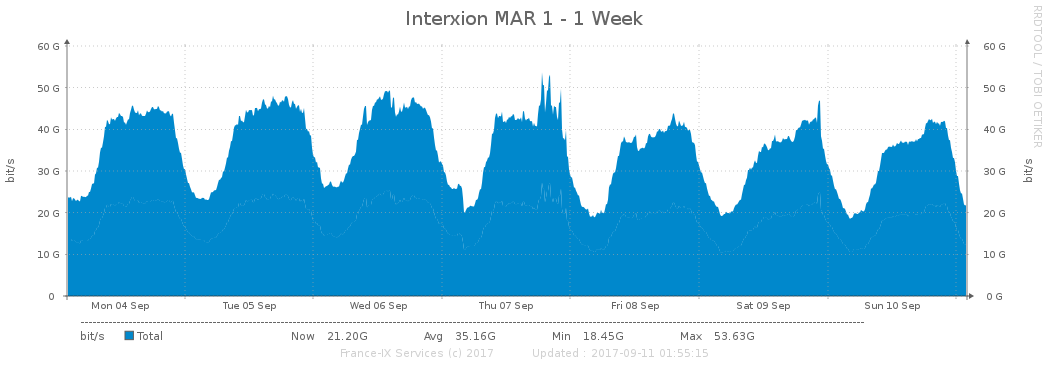 Interxion MAR 1 - 1 Week
RRDTOOL / TOBI OETIKER
60 G 60 G
50 G 50 G
40 G 40 G
30 G 30 G
20 G 20 G
10 G 10 G
0 0 G
bit/s bit/s
Mon 04 Sep Tue 05 Sep Wed 06 Sep Thu 07 Sep Fri 08 Sep Sat 09 Sep Sun 10 Sep
bit/s Total Now 21.20G Avg 35.16G Min 18.45G Max 53.63G
France-IX Services (c) 2017 Updated : 2017-09-11 01:55:15